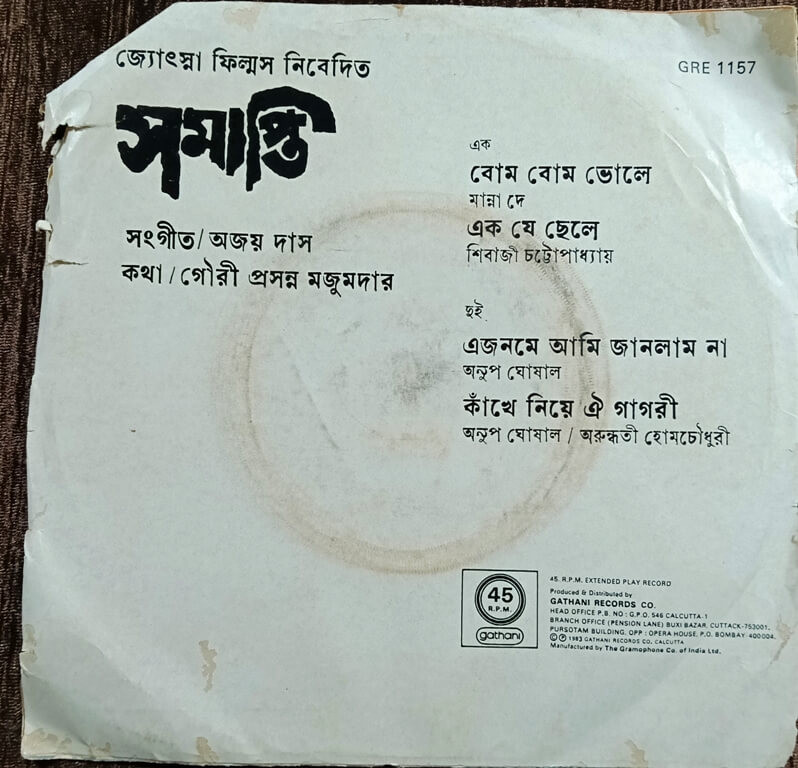 জ্যোৎস্না ফিল্মস নিবেদিত
সমাপ্তি
সংগীত/অজয় দাস
কথা/গৌরী প্রসন্ন মজুমদার
GRE 1157
এক
বোম বোম ভোলে
মান্না দে
এক যে ছেলে
শিবাজী চট্টোপাধ্যায়
দুই
এজনমে আমি জানলাম না
অনুপ ঘোষাল
কাঁখে নিয়ে ঐ গাগরী
অনুপ ঘোষাল / অরুন্ধতী হোমচৌধুরী
45
R.P.M.
gathani
45. R.P.M. EXTENDED PLAY RECORD
Produced & Distributed by
GATHANI RECORDS CO.
HEAD OFFICE P.B. NO : G.P.O. 546 CALCUTTA-1
BRANCH OFFICE (PENSION LANE) BUXI BAZAR, CUTTACK-753001.
PURSOTAM BUILDING. OPP : OPERA HOUSE. P.O. BOMBAY 400004.
© ℗ 1983 GATHANI RECORDS CO. CALCUTTA
Manufactured by The Gramophone Co. of India Ltd.